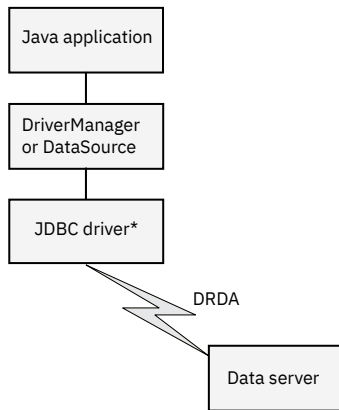 Java application
DriverManager
or DataSource
JDBC driver*
DRDA
Data server